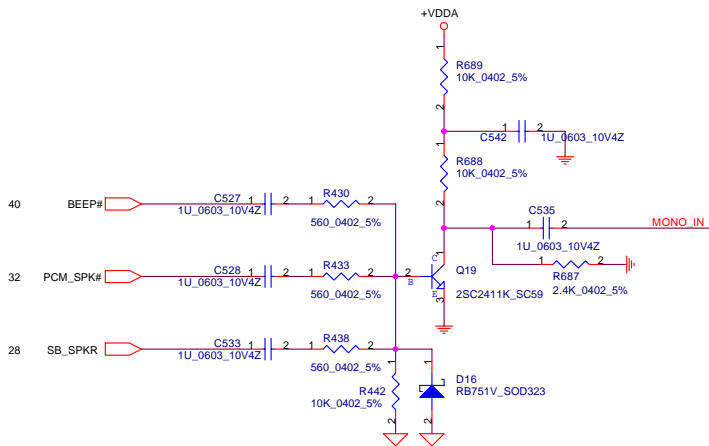 +VDDA
1
R689
10K_0402_5%
2
1 2
C542 1U_0603_10V4Z
1
R688
10K_0402_5%
2
40 BEEP# 1 C527 2 1 R430 2
1U_0603_10V4Z 560_0402_5%
1 C535 2 MONO_IN
1U_0603_10V4Z
1 2
R687
2.4K_0402_5%
32 PCM_SPK# 1 C528 2 1 R433 2
1U_0603_10V4Z 560_0402_5%
2 B C 1 E 3
Q19
2SC2411K_SC59
28 SB_SPKR 1 C533 2 1 R438 2
1U_0603_10V4Z 560_0402_5%
1
R442
10K_0402_5%
2
1
D16
RB751V_SOD323
2